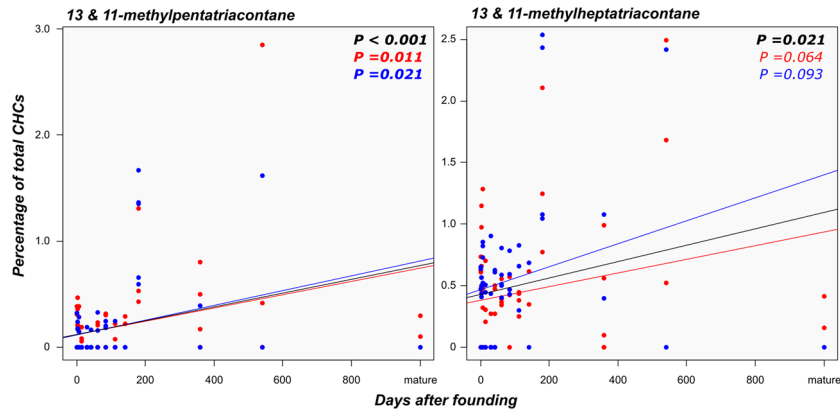 13 & 11-methylpentatriacontane
13 & 11-methylheptatriacontane
P < 0.001
P =0.011
P =0.021
P =0.021
P =0.064
P =0.093
Percentage of total CHCs
3.0
2.0
1.0
0
2.5
2.0
1.5
1.0
0.5
0
0 200 400 600 800 mature
0 200 400 600 800 mature
Days after founding